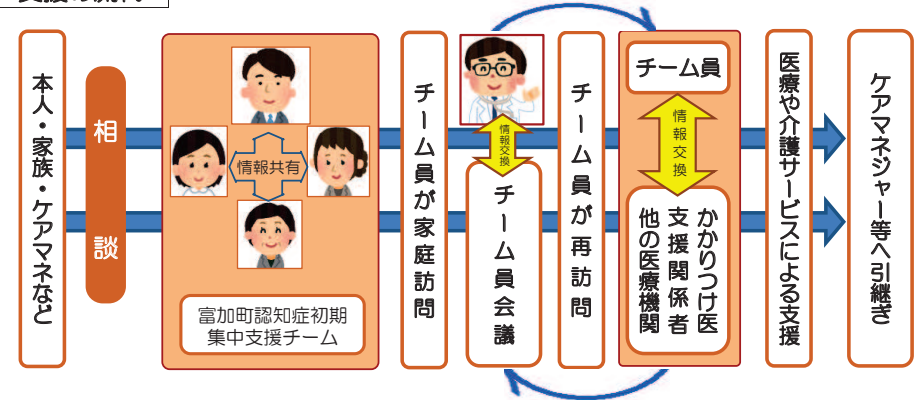 本人・家族・ケアマネなど
相談
情報共有
富加町認知症初期
集中支援チーム
チーム員が家庭訪問
情報交換
チーム員会議
チーム員が再訪問
チーム員
情報交換
かかりつけ医
支援関係者
他の医療機関
医療や介護サービスによる支援
ケアマネジャー等へ引継ぎ